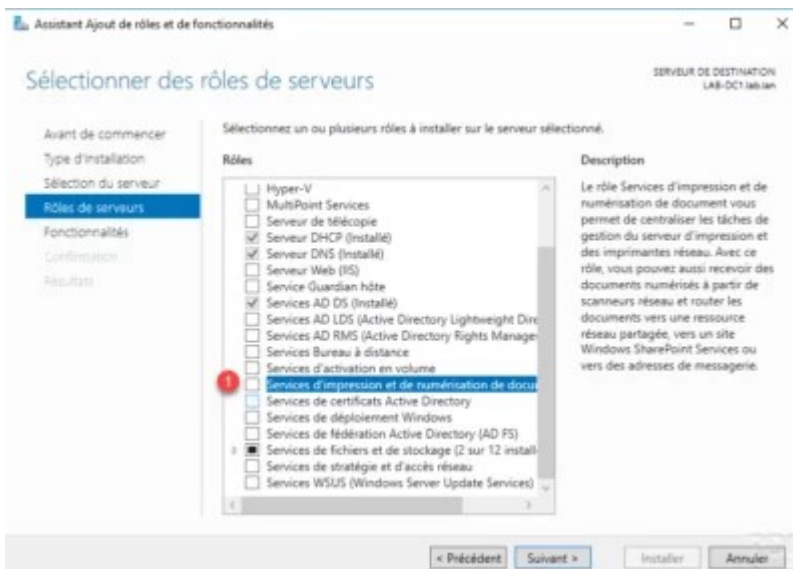 Assistant Ajout de rôles et de fonctionnalités
Sélectionner des rôles de serveurs
SERVEUR DE DESTINATION
LAB-DC1.lab.lan
Avant de commencer
Type d'installation
Sélection du serveur
Rôles de serveurs
Fonctionnalités
Confirmation
Résultats
Sélectionnez un ou plusieurs rôles à installer sur le serveur sélectionné.
Rôles
Hyper-V
MultiPoint Services
Serveur de télécopie
Serveur DHCP (Installé)
Serveur DNS (Installé)
Serveur Web (IIS)
Service Guardian hôte
Services AD DS (Installé)
Services AD LDS (Active Directory Lightweight Dire
Services AD RMS (Active Directory Rights Manage
Services Bureau à distance
Services d'activation en volume
1
Services d'impression et de numérisation de docu
Services de certificats Active Directory
Services de déploiement Windows
Services de fédération Active Directory (AD FS)
Services de fichiers et de stockage (2 sur 12 install
Services de stratégie et d'accès réseau
Services WSUS (Windows Server Update Services)
Description
Le rôle Services d'impression et de
numérisation de document vous
permet de centraliser les tâches de
gestion du serveur d'impression et
des imprimantes réseau. Avec ce
rôle, vous pouvez aussi recevoir des
documents numérisés à partir de
scanneurs réseau et router les
documents vers une ressource
réseau partagée, vers un site
Windows SharePoint Services ou
vers des adresses de messagerie.
< Précédent
Suivant >
Installer
Annuler